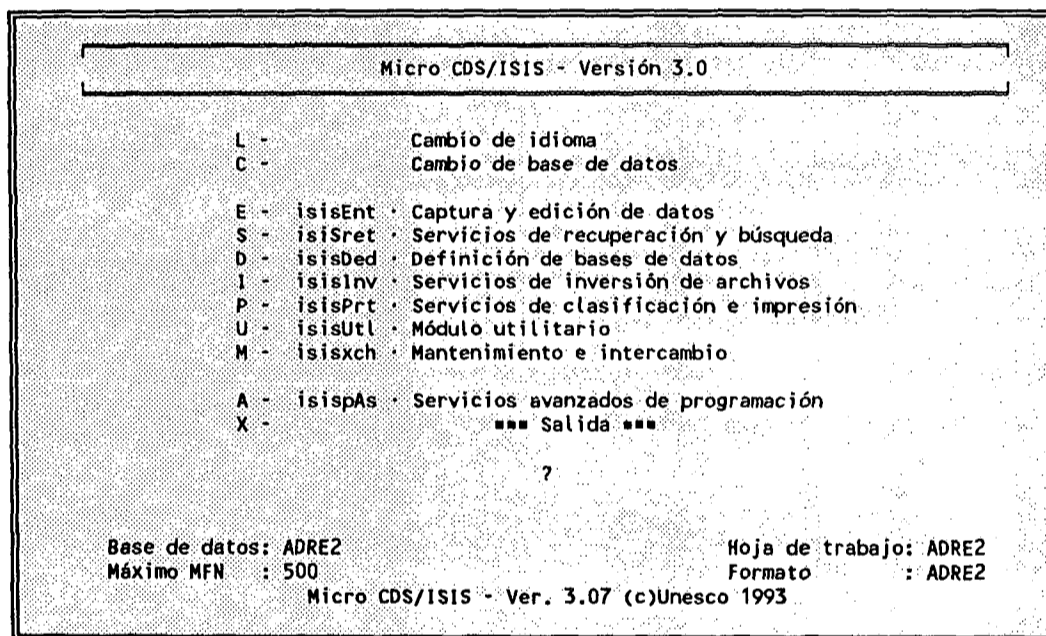 Micro CDS/ISIS - Versión 3.0
L - Cambio de idioma
C - Cambio de base de datos
E - isisEnt · Captura y edición de datos
S - isiSret · Servicios de recuperación y búsqueda
D - isisDed · Definición de bases de datos
I - isisInv · Servicios de inversión de archivos
P - isisPrt · Servicios de clasificación e impresión
U - isisUtl · Módulo utilitario
M - isisxch · Mantenimiento e intercambio
A - isispAs · Servicios avanzados de programación
X - ■■■ Salida ■■■
?
Base de datos: ADRE2 Hoja de trabajo: ADRE2
Máximo MFN : 500 Formato : ADRE2
Micro CDS/ISIS - Ver. 3.07 (c)Unesco 1993